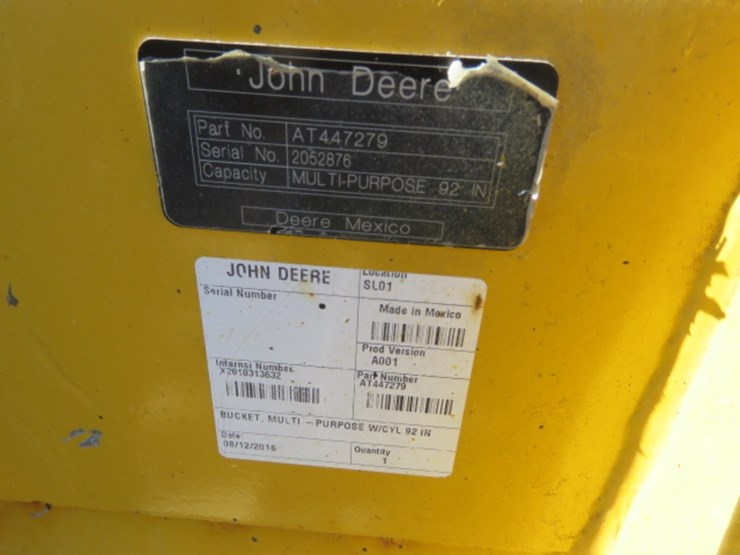 John Deere
Part No. AT447279
Serial No. 2052876
Capacity MULTI-PURPOSE 92 IN
Deere Mexico
JOHN DEERE
Location
SL01
Serial Number
Made in Mexico
Prod Version
A001
Internal Number
X2010313632
Part Number
AT447279
BUCKET, MULTI - PURPOSE W/CYL 92 IN
Date:
08/12/2016
Quantity
1